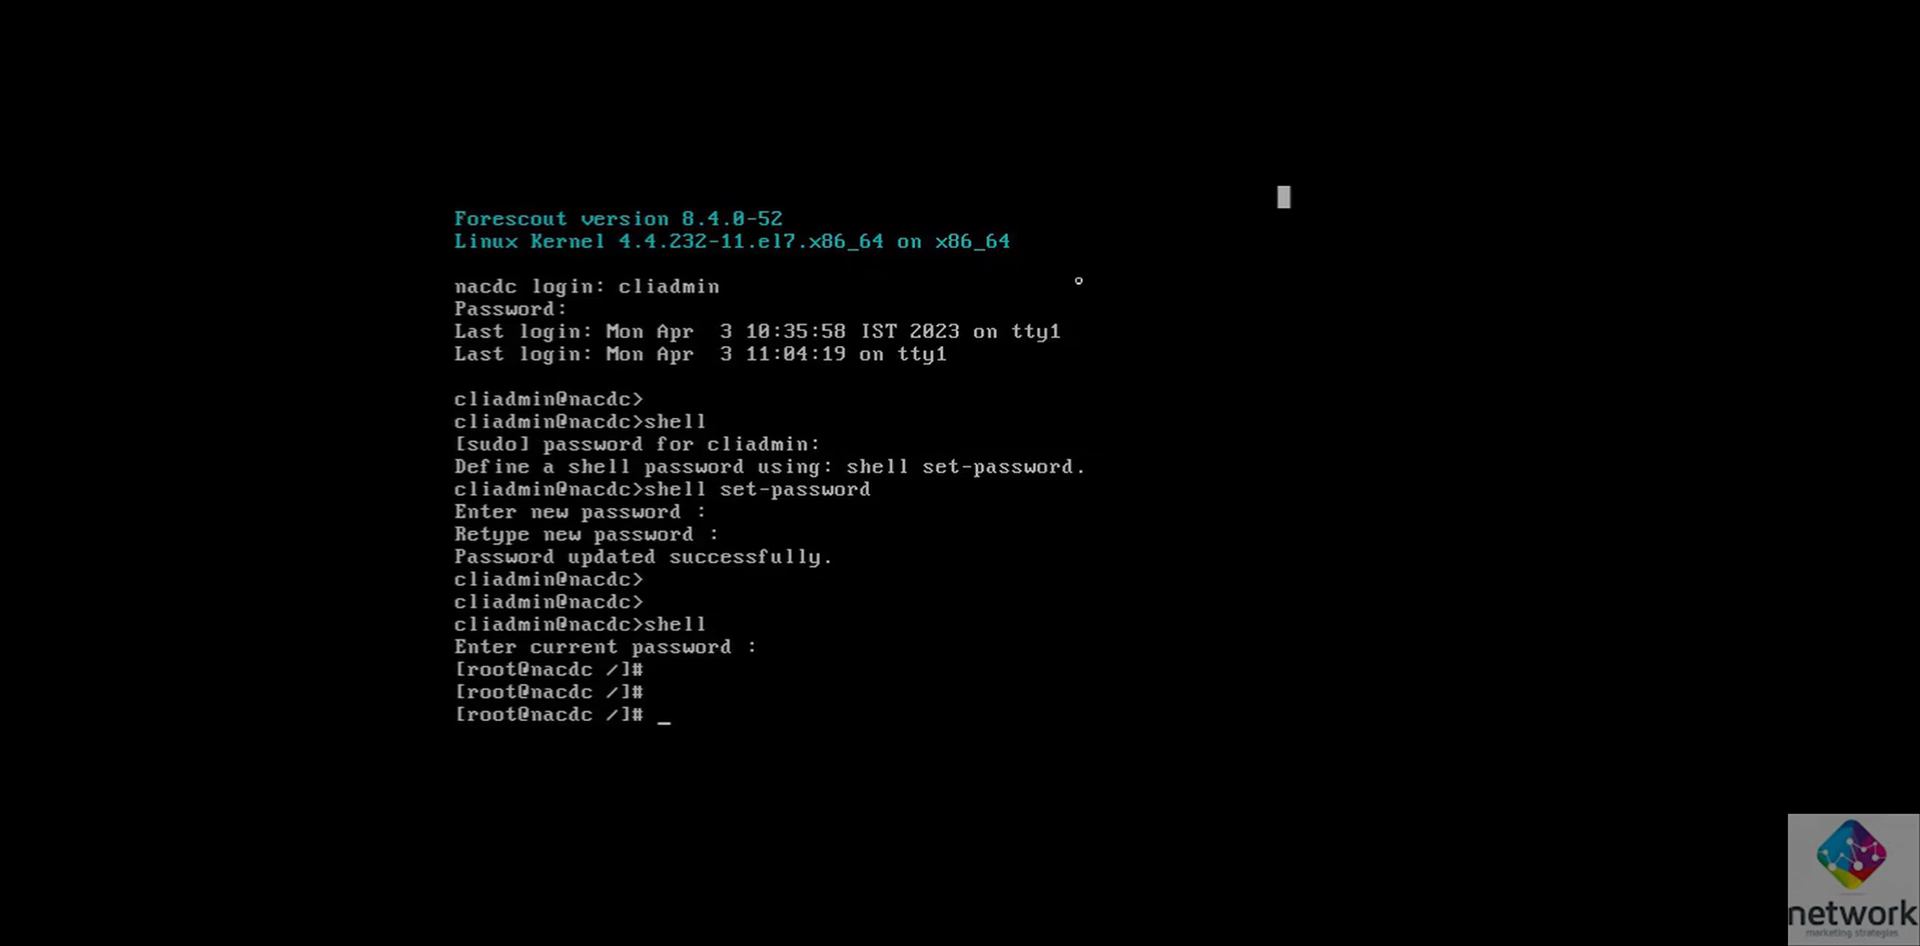 Forescout version 8.4.0-52
Linux Kernel 4.4.232-11.el7.x86_64 on x86_64
nacdc login: cliadmin
Password:
Last login: Mon Apr  3 10:35:58 IST 2023 on tty1
Last login: Mon Apr  3 11:04:19 on tty1
cliadmin@nacdc>
cliadmin@nacdc>shell
[sudo] password for cliadmin:
Define a shell password using: shell set-password.
cliadmin@nacdc>shell set-password
Enter new password :
Retype new password :
Password updated successfully.
cliadmin@nacdc>
cliadmin@nacdc>
cliadmin@nacdc>shell
Enter current password :
[root@nacdc /]#
[root@nacdc /]#
[root@nacdc /]# _
network
marketing strategies